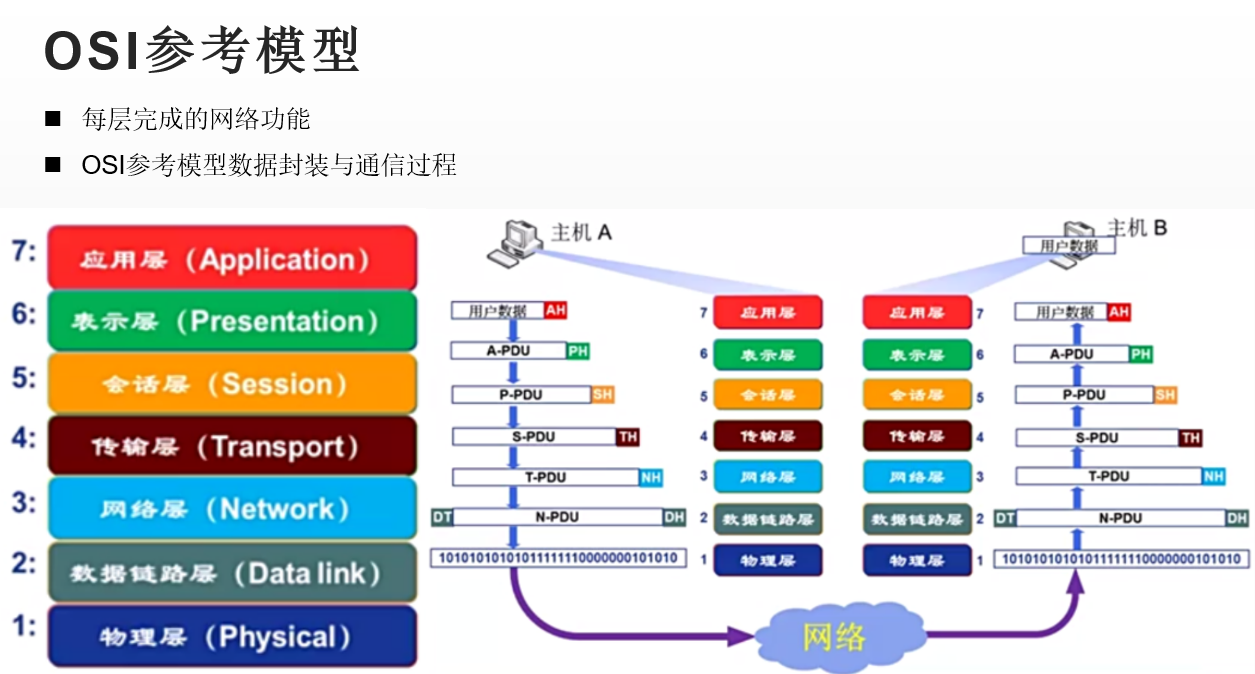 OSI参考模型
■ 每层完成的网络功能
■ OSI参考模型数据封装与通信过程
7: 应用层（Application）
6: 表示层（Presentation）
5: 会话层（Session）
4: 传输层（Transport）
3: 网络层（Network）
2: 数据链路层（Data link）
1: 物理层（Physical）
主机 A
用户数据 AH
A-PDU PH
P-PDU SH
S-PDU TH
T-PDU NH
DT N-PDU DH
101010101010111111110000000101010
7 应用层
6 表示层
5 会话层
4 传输层
3 网络层
2 数据链路层
1 物理层
主机 B
用户数据
应用层 7
表示层 6
会话层 5
传输层 4
网络层 3
数据链路层 2
物理层 1
用户数据 AH
A-PDU PH
P-PDU SH
S-PDU TH
T-PDU NH
DT N-PDU DH
101010101010111111110000000101010
网络